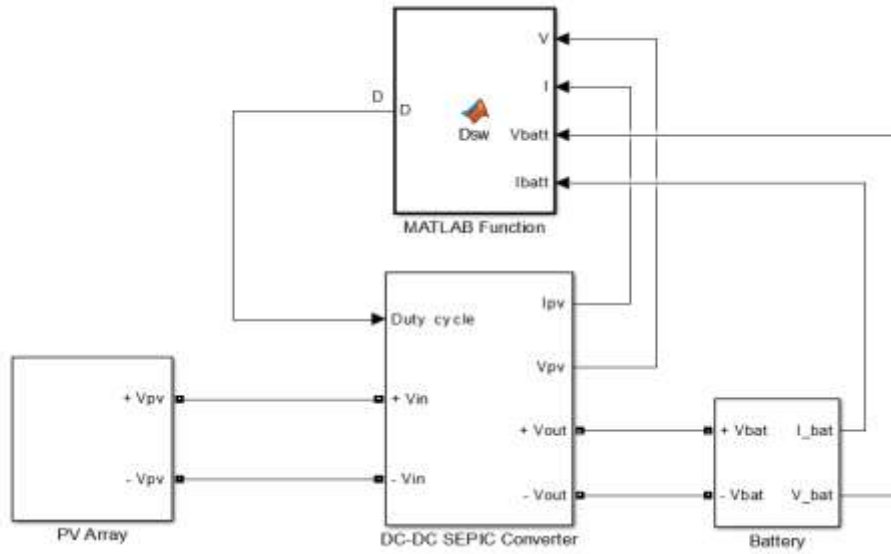 V
I
D
D
Dsw
Vbatt
Ibatt
MATLAB Function
Ipv
Duty cycle
Vpv
+ Vpv
+ Vin
+ Vout
+ Vbat
I_bat
- Vpv
- Vin
- Vout
- Vbat
V_bat
PV Array
DC-DC SEPIC Converter
Battery